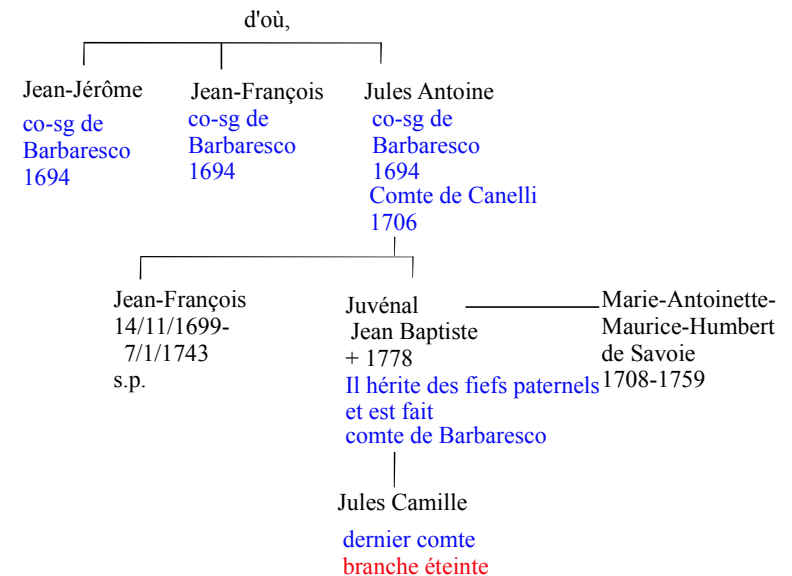 d'où,
Jean-Jérôme
co-sg de
Barbaresco
1694
Jean-François
co-sg de
Barbaresco
1694
Jules Antoine
co-sg de
Barbaresco
1694
Comte de Canelli
1706
Jean-François
14/11/1699-
7/1/1743
s.p.
Juvénal
Jean Baptiste
+ 1778
Il hérite des fiefs paternels
et est fait
comte de Barbaresco
Marie-Antoinette-
Maurice-Humbert
de Savoie
1708-1759
Jules Camille
dernier comte
branche éteinte